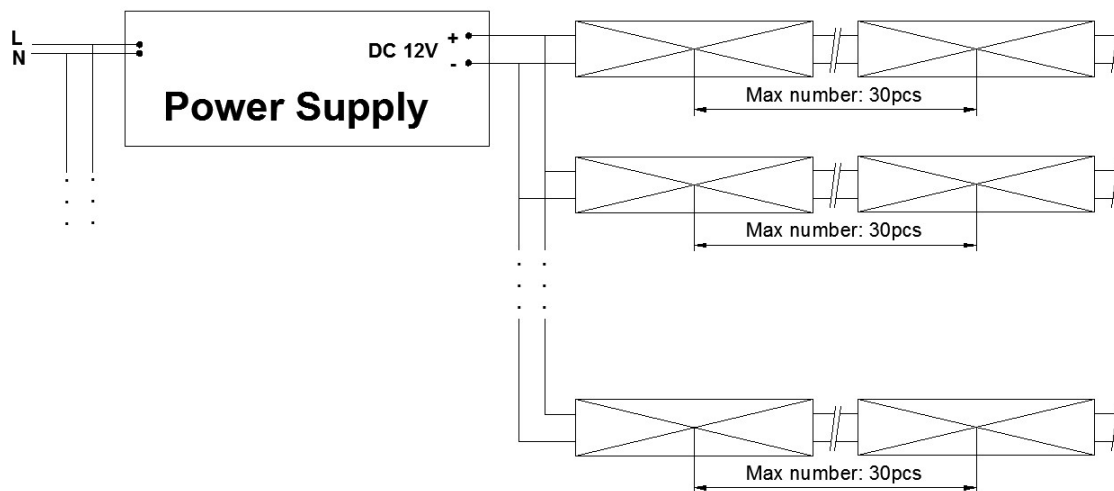 L
N
DC 12V
+
-
Power Supply
Max number: 30pcs
Max number: 30pcs
Max number: 30pcs